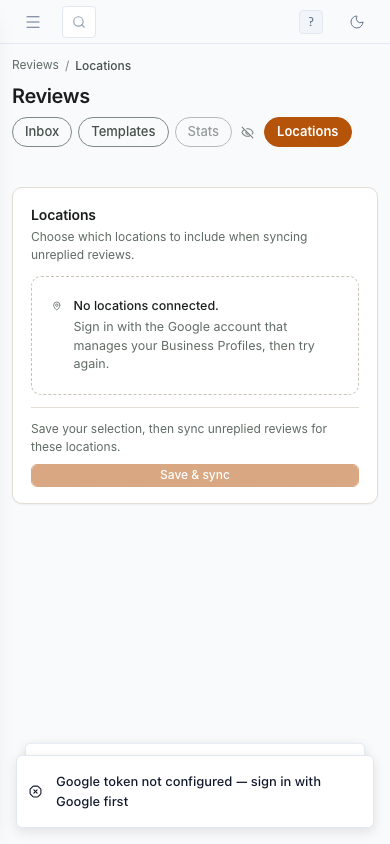 ?
Reviews / Locations
Reviews
Inbox Templates Stats Locations
Locations
Choose which locations to include when syncing
unreplied reviews.
No locations connected.
Sign in with the Google account that
manages your Business Profiles, then try
again.
Save your selection, then sync unreplied reviews for
these locations.
Save & sync
Google token not configured — sign in with
Google first